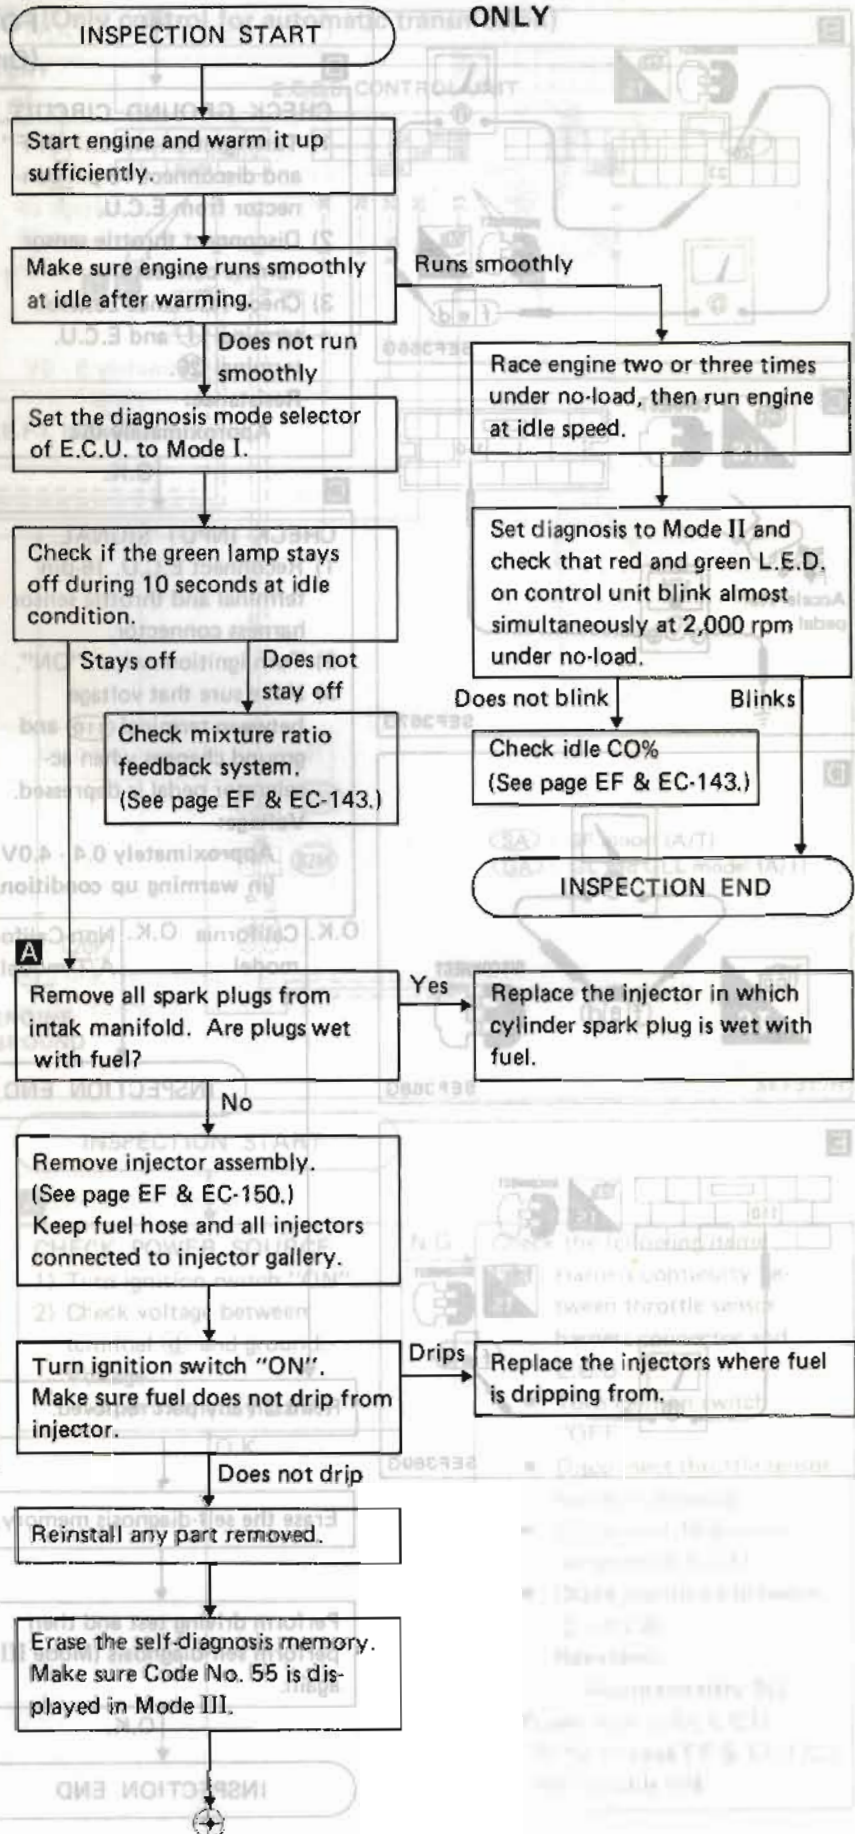 ONLY
INSPECTION START
Start engine and warm it up
sufficiently.
Make sure engine runs smoothly
at idle after warming.
Runs smoothly
Does not run
smoothly
Race engine two or three times
under no-load, then run engine
at idle speed.
Set the diagnosis mode selector
of E.C.U. to Mode I.
Check if the green lamp stays
off during 10 seconds at idle
condition.
Set diagnosis to Mode II and
check that red and green L.E.D.
on control unit blink almost
simultaneously at 2,000 rpm
under no-load.
Stays off
Does not
stay off
Does not blink
Blinks
Check mixture ratio
feedback system.
(See page EF & EC-143.)
Check idle CO%
(See page EF & EC-143.)
INSPECTION END
A
Remove all spark plugs from
intak manifold. Are plugs wet
with fuel?
Yes
Replace the injector in which
cylinder spark plug is wet with
fuel.
No
Remove injector assembly.
(See page EF & EC-150.)
Keep fuel hose and all injectors
connected to injector gallery.
Turn ignition switch "ON".
Make sure fuel does not drip from
injector.
Drips
Replace the injectors where fuel
is dripping from.
Does not drip
Reinstall any part removed.
Erase the self-diagnosis memory.
Make sure Code No. 55 is dis-
played in Mode III.